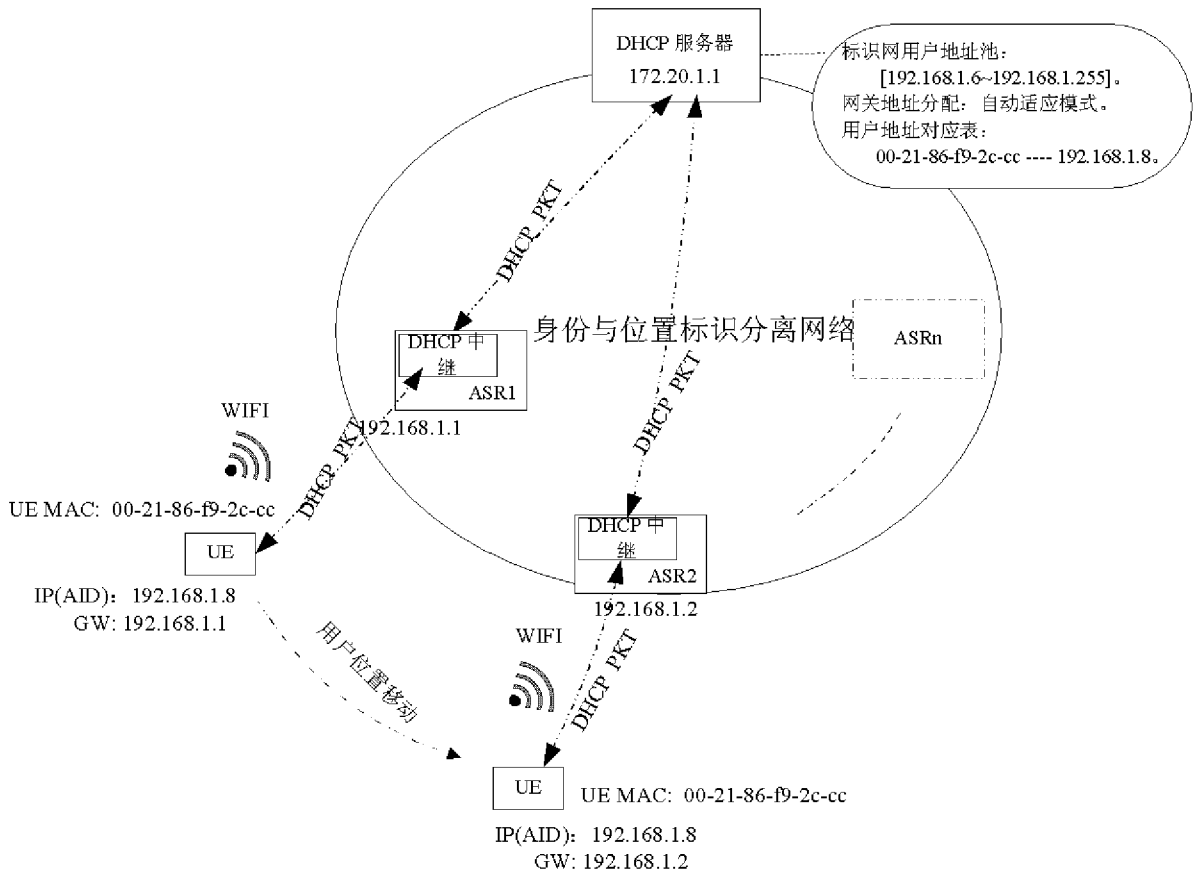 DHCP 服务器
172.20.1.1
标识网用户地址池：
[192.168.1.6~192.168.1.255]。
网关地址分配：自动适应模式。
用户地址对应表：
00-21-86-f9-2c-cc ---- 192.168.1.8。
DHCP PKT
身份与位置标识分离网络
ASRn
DHCP 中
继
ASR1
192.168.1.1
DHCP PKT
WIFI
DHCP PKT
UE MAC: 00-21-86-f9-2c-cc
UE
IP(AID)：192.168.1.8
GW: 192.168.1.1
DHCP 中
继
ASR2
192.168.1.2
用户位置移动
WIFI
DHCP PKT
UE
UE MAC: 00-21-86-f9-2c-cc
IP(AID)：192.168.1.8
GW: 192.168.1.2